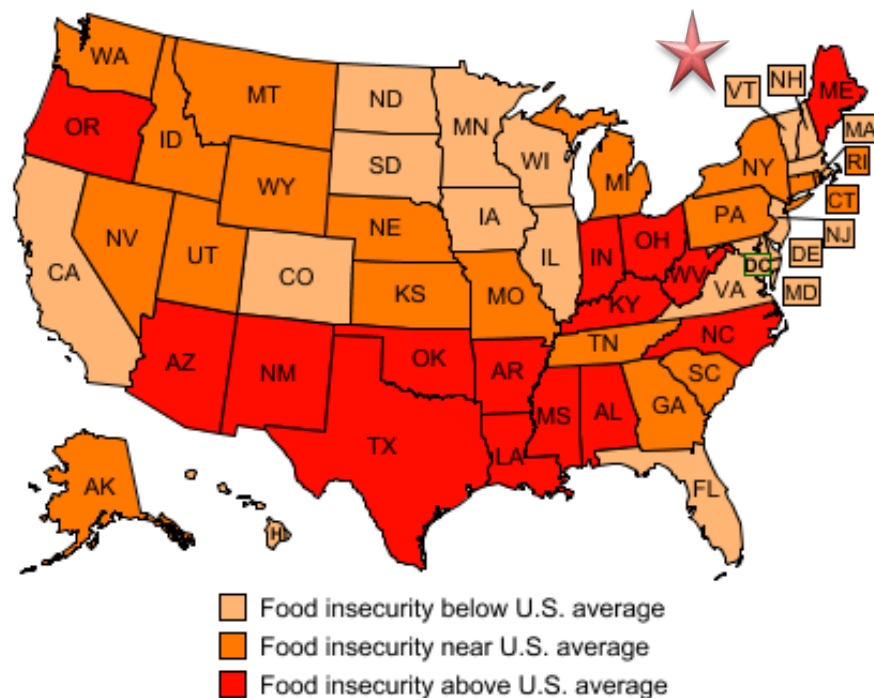 WA
MT
ND
MN
VT
NH
ME
OR
ID
SD
WI
MI
NY
MA
RI
WY
CT
NE
IA
PA
NJ
NV
UT
CO
IL
IN
OH
DE
DC
CA
KS
MO
WV
VA
MD
KY
NC
TN
AZ
NM
OK
AR
SC
MS
AL
GA
TX
LA
AK
FL
H
Food insecurity below U.S. average
Food insecurity near U.S. average
Food insecurity above U.S. average